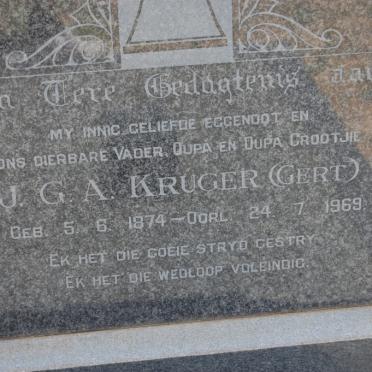 Tere Gedagtenis aan
MY INNIG GELIEFDE EGGENOOT EN
ONS DIERBARE VADER, OUPA EN OUPA GROOTJIE
J. G. A. KRUGER (GERT)
GEB. 5. 6. 1874 — OORL. 24. 7. 1969.
EK HET DIE GOEIE STRYD GESTRY
EK HET DIE WEDLOOP VOLEINDIG.